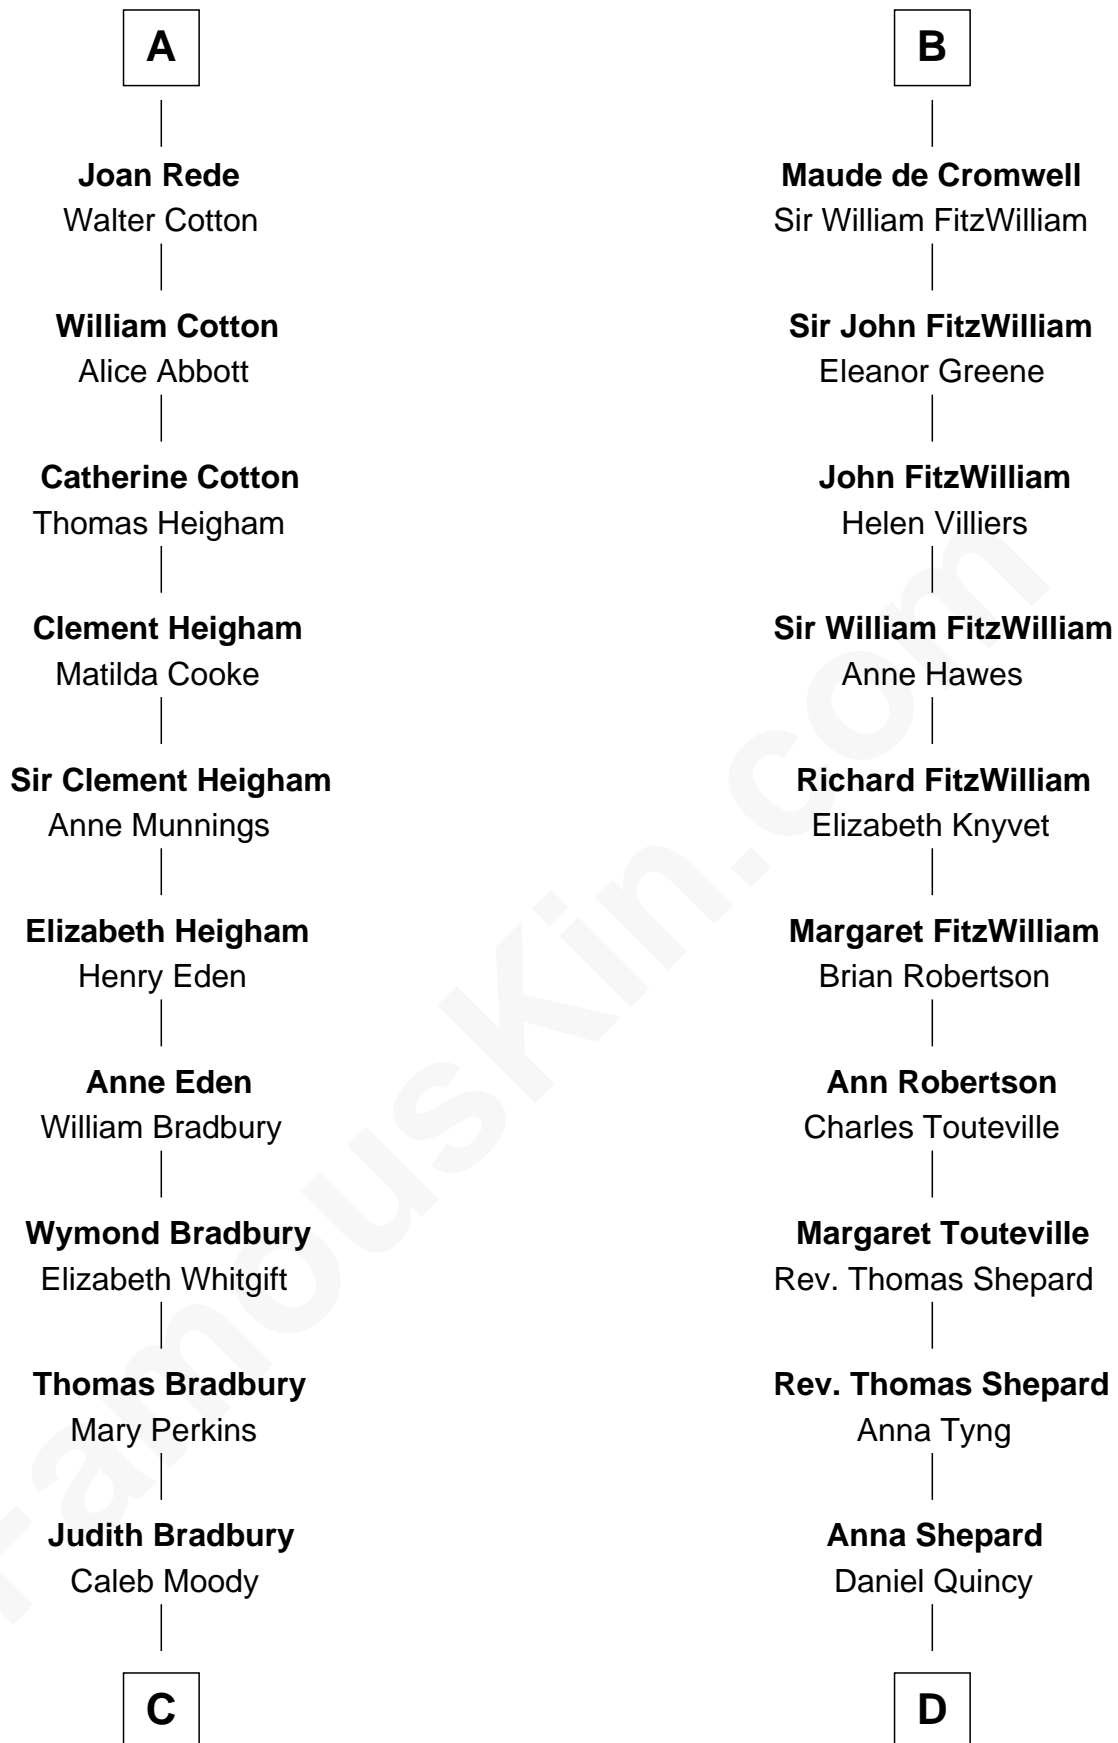 A
Joan Rede
Walter Cotton
William Cotton
Alice Abbott
Catherine Cotton
Thomas Heigham
Clement Heigham
Matilda Cooke
Sir Clement Heigham
Anne Munnings
Elizabeth Heigham
Henry Eden
Anne Eden
William Bradbury
Wymond Bradbury
Elizabeth Whitgift
Thomas Bradbury
Mary Perkins
Judith Bradbury
Caleb Moody
C
B
Maude de Cromwell
Sir William FitzWilliam
Sir John FitzWilliam
Eleanor Greene
John FitzWilliam
Helen Villiers
Sir William FitzWilliam
Anne Hawes
Richard FitzWilliam
Elizabeth Knyvet
Margaret FitzWilliam
Brian Robertson
Ann Robertson
Charles Touteville
Margaret Touteville
Rev. Thomas Shepard
Rev. Thomas Shepard
Anna Tyng
Anna Shepard
Daniel Quincy
D
FamousKin.com